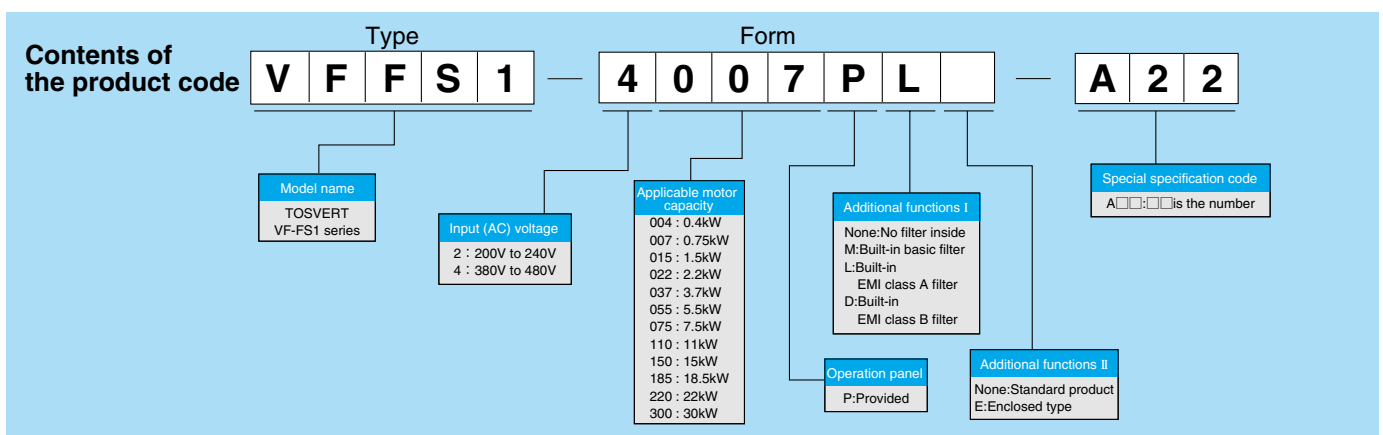 Contents of
the product code
Type
V F F S 1 — 4 0 0 7 P L — A 2 2
Form
Model name
TOSVERT
VF-FS1 series
Input (AC) voltage
2 : 200V to 240V
4 : 380V to 480V
Applicable motor
capacity
004 : 0.4kW
007 : 0.75kW
015 : 1.5kW
022 : 2.2kW
037 : 3.7kW
055 : 5.5kW
075 : 7.5kW
110 : 11kW
150 : 15kW
185 : 18.5kW
220 : 22kW
300 : 30kW
Operation panel
P:Provided
Additional functions I
None:No filter inside
M:Built-in basic filter
L:Built-in
EMI class A filter
D:Built-in
EMI class B filter
Additional functions II
None:Standard product
E:Enclosed type
Special specification code
A□□:□□is the number